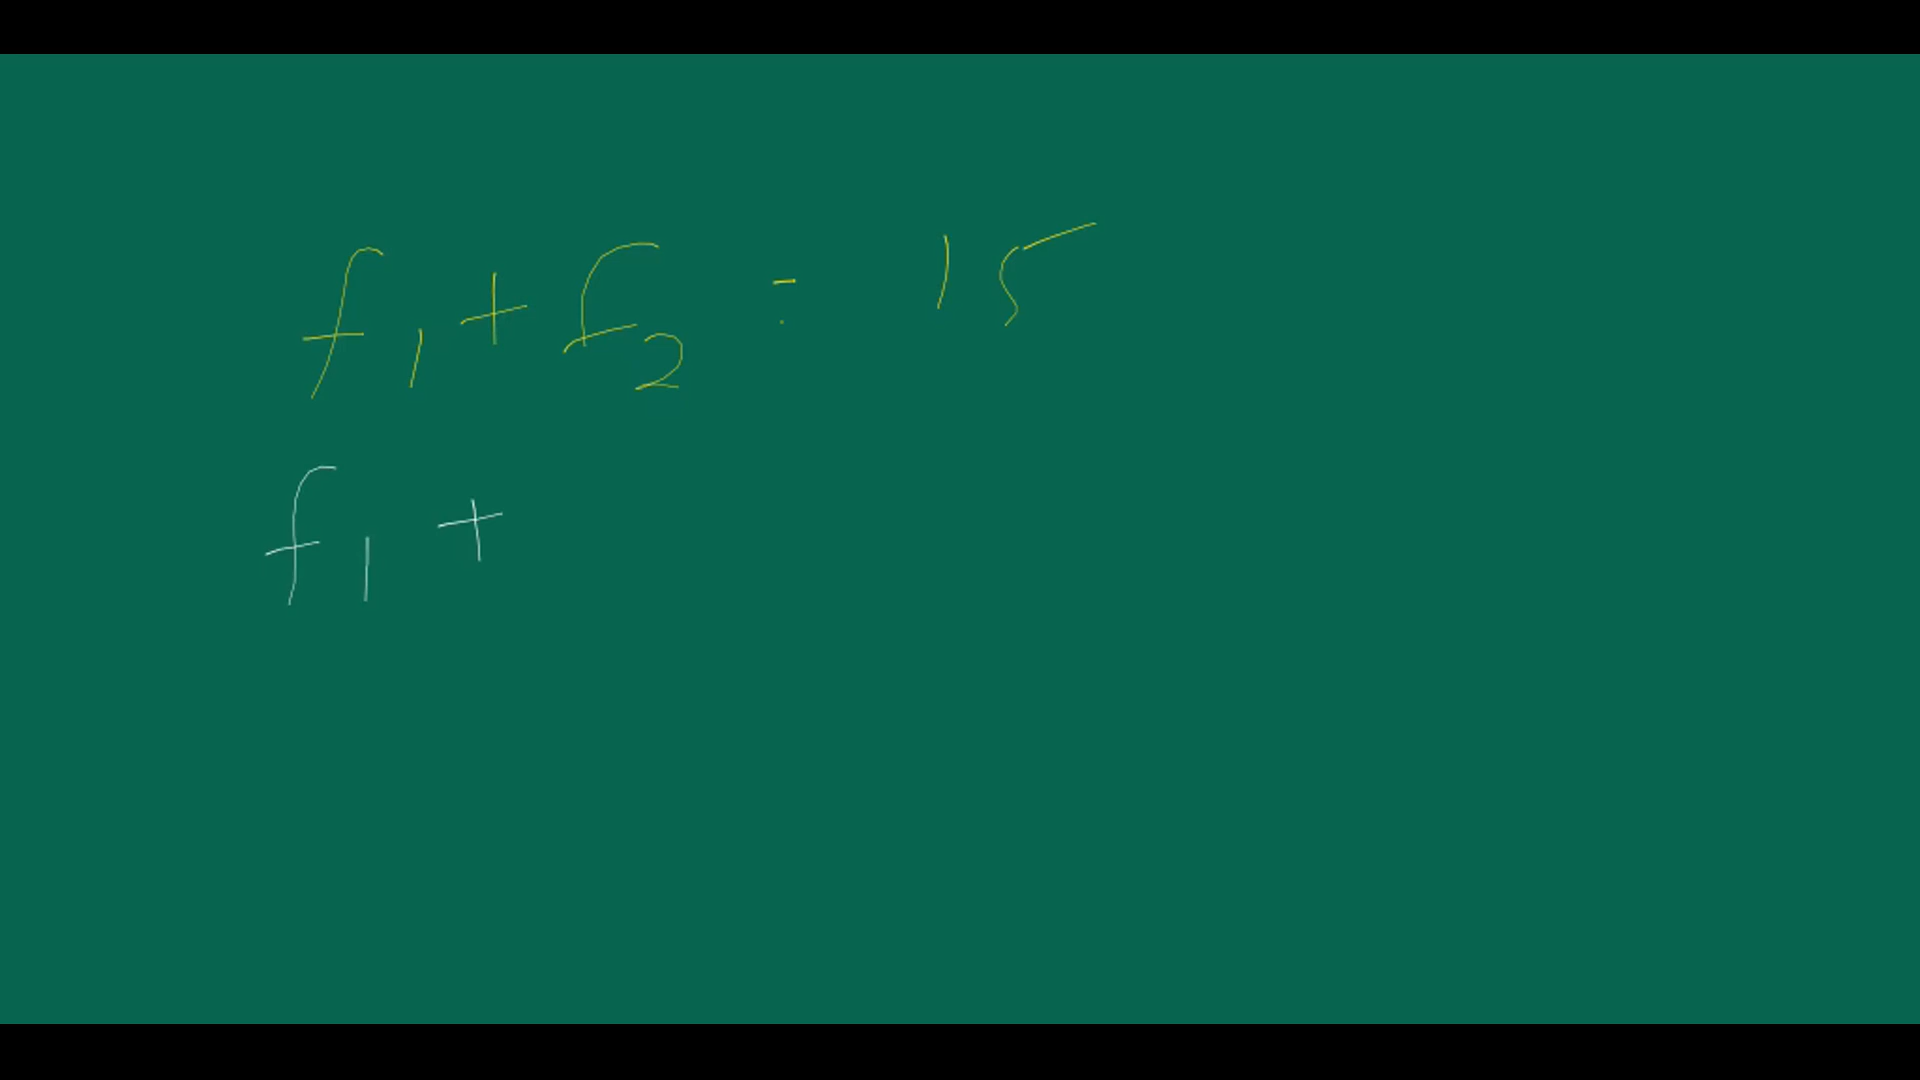 f₁ + f₂ = 15
f₁ +